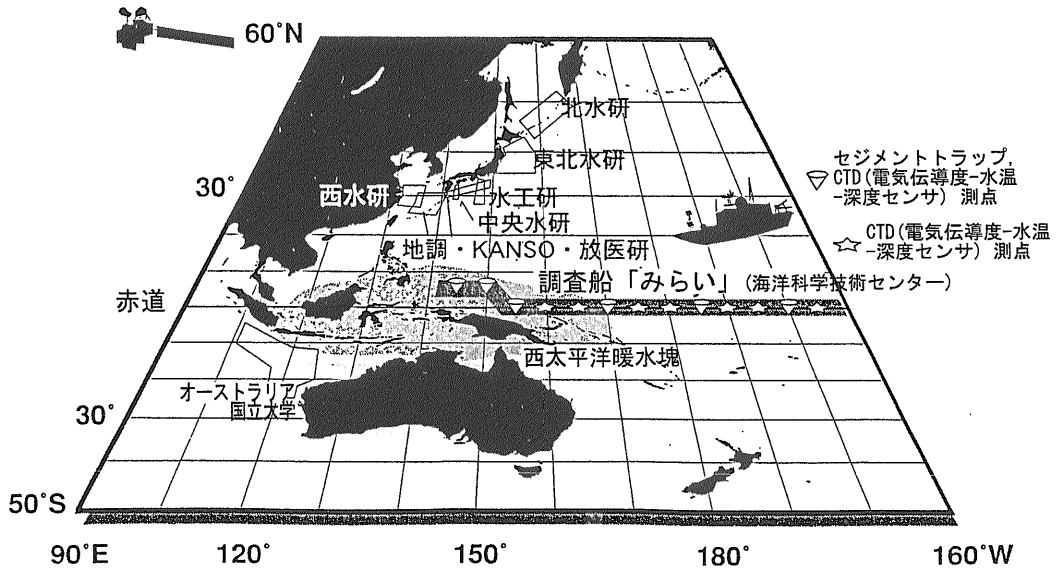 60°N
北水研
東北水研
セジメントトラップ,
CTD(電気伝導度-水温
-深度センサ) 測点
30°
西水研
水工研
中央水研
CTD(電気伝導度-水温
-深度センサ) 測点
地調・KANSO・放医研
調査船「みらい」(海洋科学技術センター)
赤道
西太平洋暖水塊
オーストラリア
国立大学
30°
50°S
90°E
120°
150°
180°
160°W